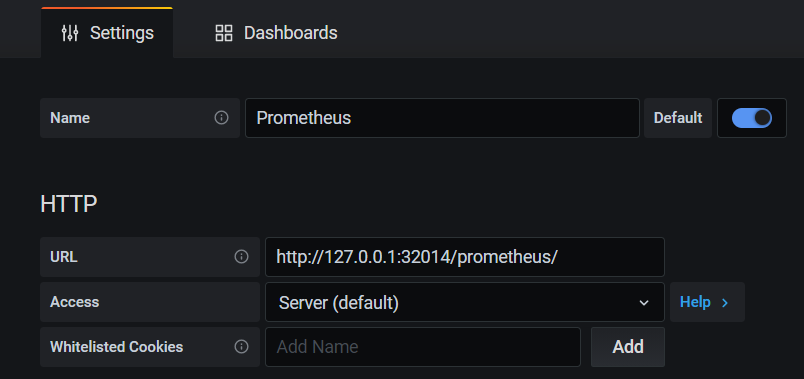 Settings
Dashboards
Name
Prometheus
Default
HTTP
URL
http://127.0.0.1:32014/prometheus/
Access
Server (default)
Help >
Whitelisted Cookies
Add Name
Add